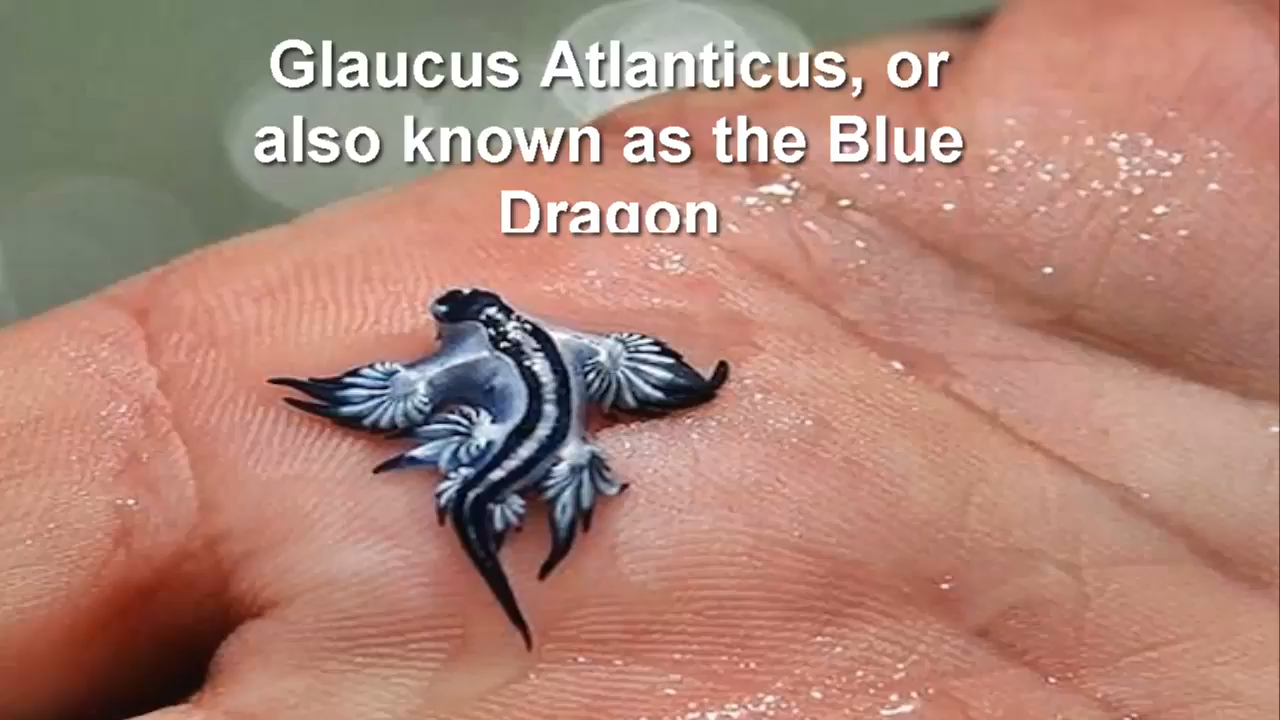 Glaucus Atlanticus, or
also known as the Blue
Dragon